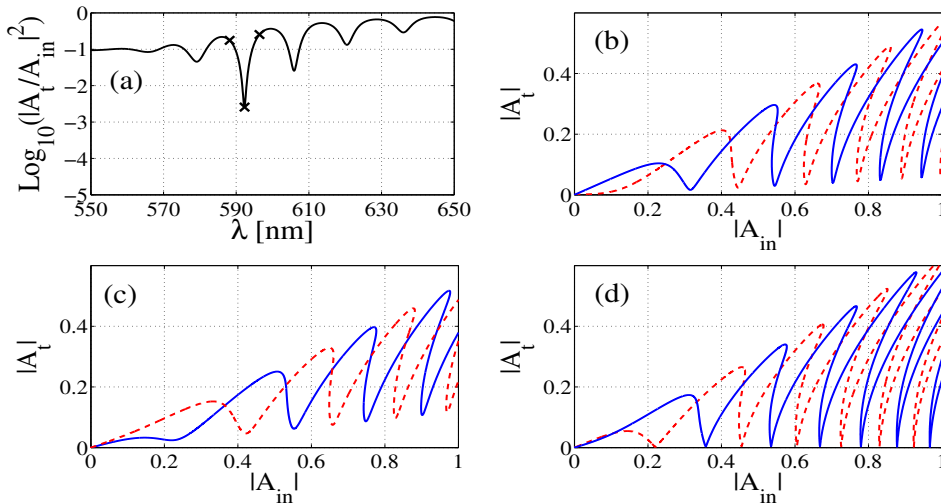 0
−1
−2
−3
−4
−5
550 570 590 610 630 650
λ [nm]
Log10(|At/Ain|2)
(a)
0.4
0.2
0
0 0.2 0.4 0.6 0.8 1
|Ain|
|At|
(b)
0.4
0.2
0
0 0.2 0.4 0.6 0.8 1
|Ain|
|At|
(c)
0.4
0.2
0
0 0.2 0.4 0.6 0.8 1
|Ain|
|At|
(d)